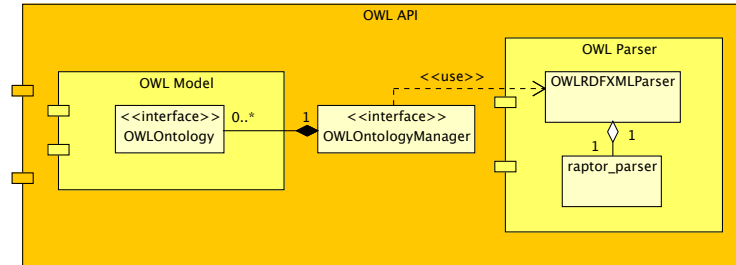 OWL API
OWL Parser
OWL Model
<<use>>
OWLRDFXMLParser
<<interface>>
OWLOntology
0..*
1
<<interface>>
OWLOntologyManager
1
1
raptor_parser